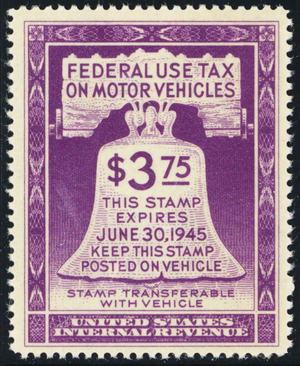 FEDERAL USE TAX
ON MOTOR VEHICLES
$3.75
THIS STAMP
EXPIRES
JUNE 30, 1945
KEEP THIS STAMP
POSTED ON VEHICLE
STAMP TRANSFERABLE
WITH VEHICLE
UNITED STATES
INTERNAL REVENUE